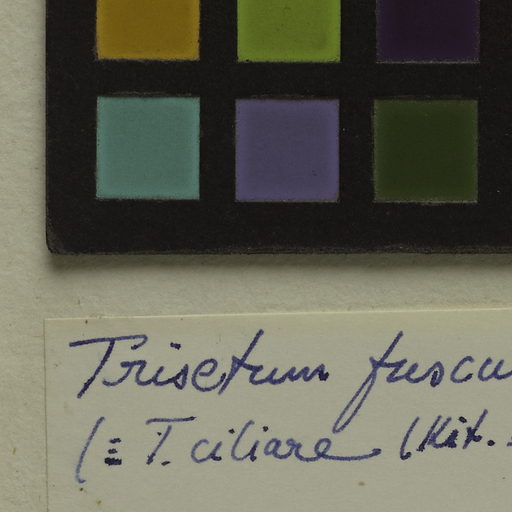 Trisetum fuscu
(≡ T. ciliare (Kit.